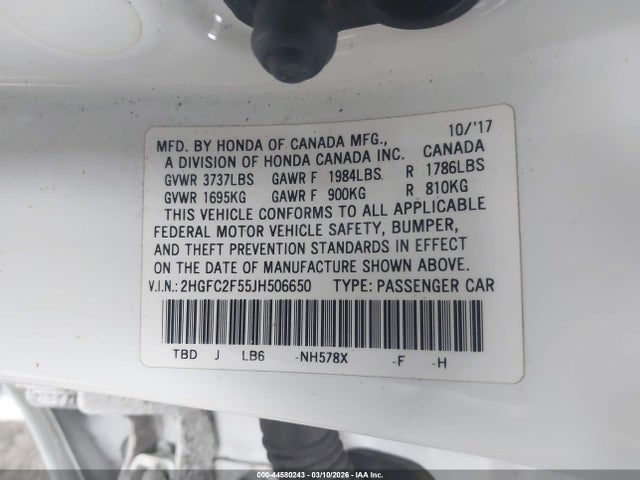 10/'17
MFD. BY HONDA OF CANADA MFG.,
A DIVISION OF HONDA CANADA INC. CANADA
GVWR 3737LBS GAWR F 1984LBS R 1786LBS
GVWR 1695KG GAWR F 900KG R 810KG
THIS VEHICLE CONFORMS TO ALL APPLICABLE
FEDERAL MOTOR VEHICLE SAFETY, BUMPER,
AND THEFT PREVENTION STANDARDS IN EFFECT
ON THE DATE OF MANUFACTURE SHOWN ABOVE.
V.I.N.: 2HGFC2F55JH506650 TYPE: PASSENGER CAR
TBD J LB6 -NH578X -F -H
000-44580243 - 03/10/2026 - IAA Inc.